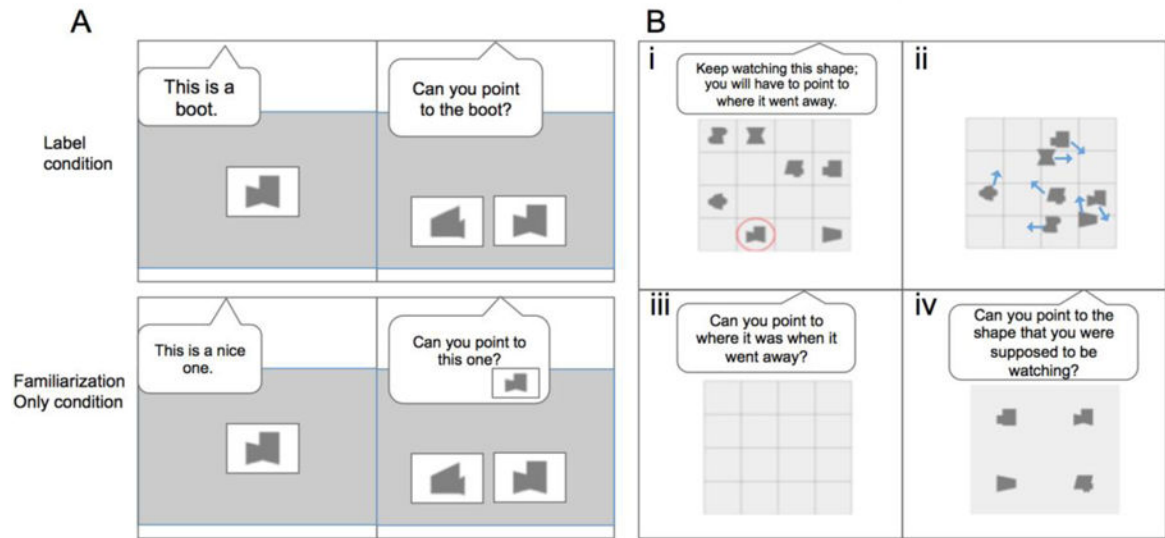 A
This is a
boot.
Can you point
to the boot?
Label
condition
This is a nice
one.
Can you point to
this one?
Familiarization
Only condition
B
i
Keep watching this shape;
you will have to point to
where it went away.
ii
iii
Can you point to
where it was when it
went away?
iv
Can you point to the
shape that you were
supposed to be
watching?